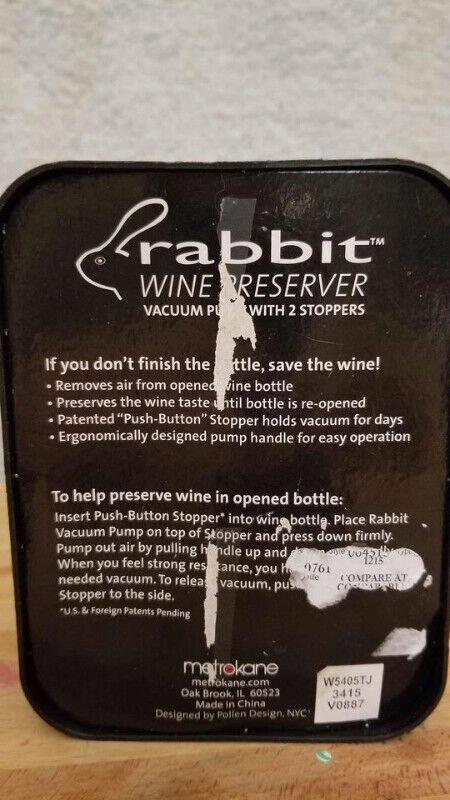 rabbit™
WINE PRESERVER
VACUUM PU WITH 2 STOPPERS
If you don't finish the ttle, save the wine!
• Removes air from opened wine bottle
• Preserves the wine taste until bottle is re-opened
• Patented "Push-Button" Stopper holds vacuum for days
• Ergonomically designed pump handle for easy operation
To help preserve wine in opened bottle:
Insert Push-Button Stopper* into wine bottle. Place Rabbit
Vacuum Pump on top of Stopper and press down firmly.
Pump out air by pulling handle up and
When you feel strong resistance, you h
needed vacuum. To release vacuum, pus
Stopper to the side.
*U.S. & Foreign Patents Pending
1215
0761
COMPARE AT
metrokane
metrokane.com
Oak Brook, IL 60523
Made in China
Designed by Pollen Design, NYC
W5405TJ
3415
V0887